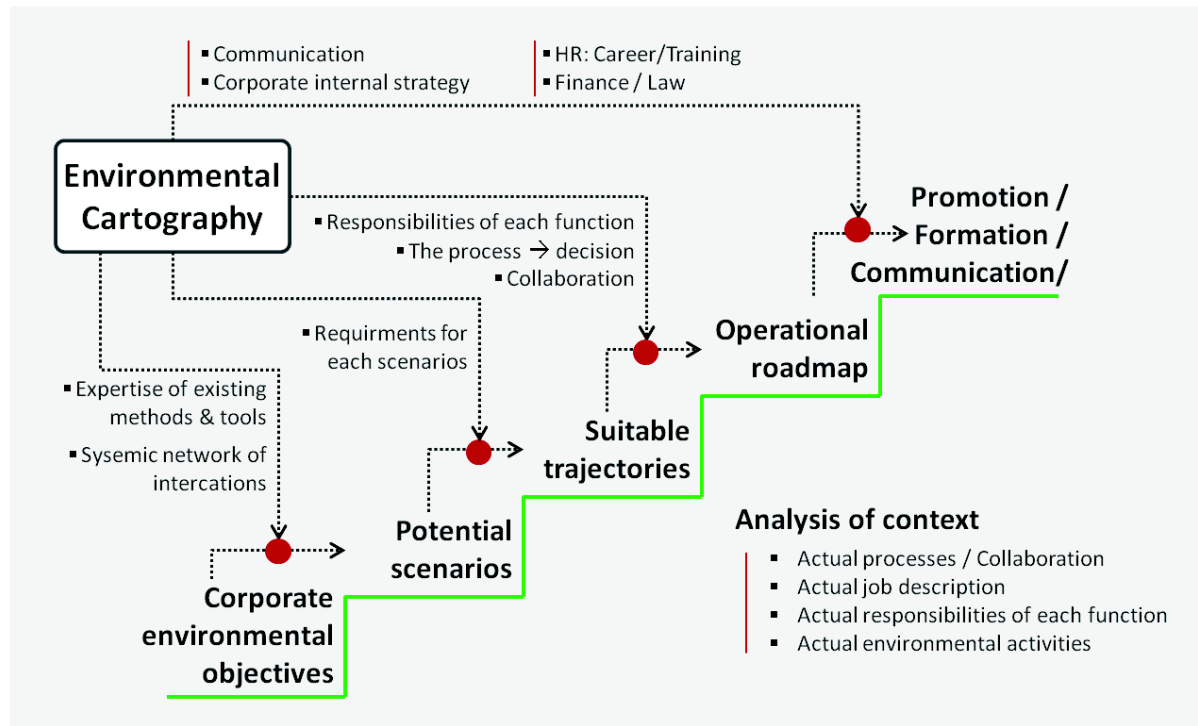 ▪ Communication
▪ Corporate internal strategy
▪ HR: Career/Training
▪ Finance / Law
Environmental
Cartography
▪ Responsibilities of each function
▪ The process → decision
▪ Collaboration
Promotion /
Formation /
Communication/
▪ Requirments for
each scenarios
Operational
roadmap
▪ Expertise of existing
methods & tools
▪ Sysemic network of
intercations
Suitable
trajectories
Potential
scenarios
Corporate
environmental
objectives
Analysis of context
▪ Actual processes / Collaboration
▪ Actual job description
▪ Actual responsibilities of each function
▪ Actual environmental activities